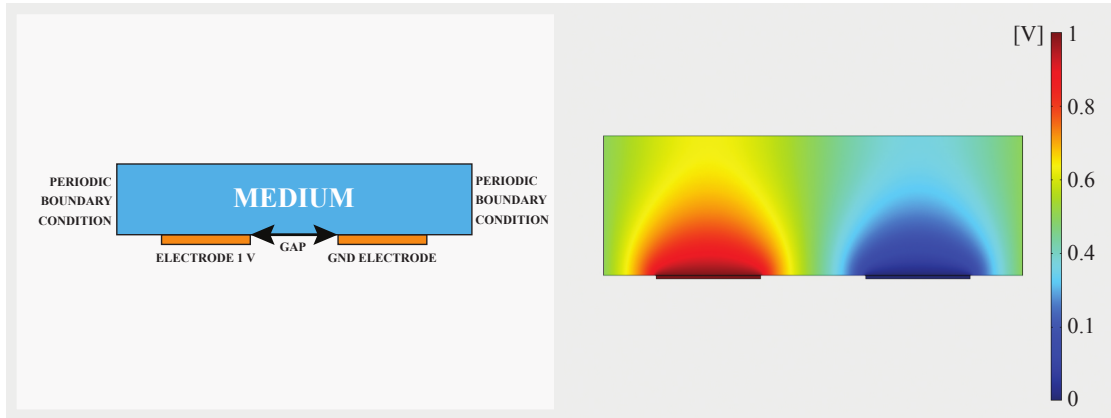 PERIODIC
BOUNDARY
CONDITION
MEDIUM
PERIODIC
BOUNDARY
CONDITION
GAP
ELECTRODE 1 V
GND ELECTRODE
[V]
1
0.8
0.6
0.4
0.1
0